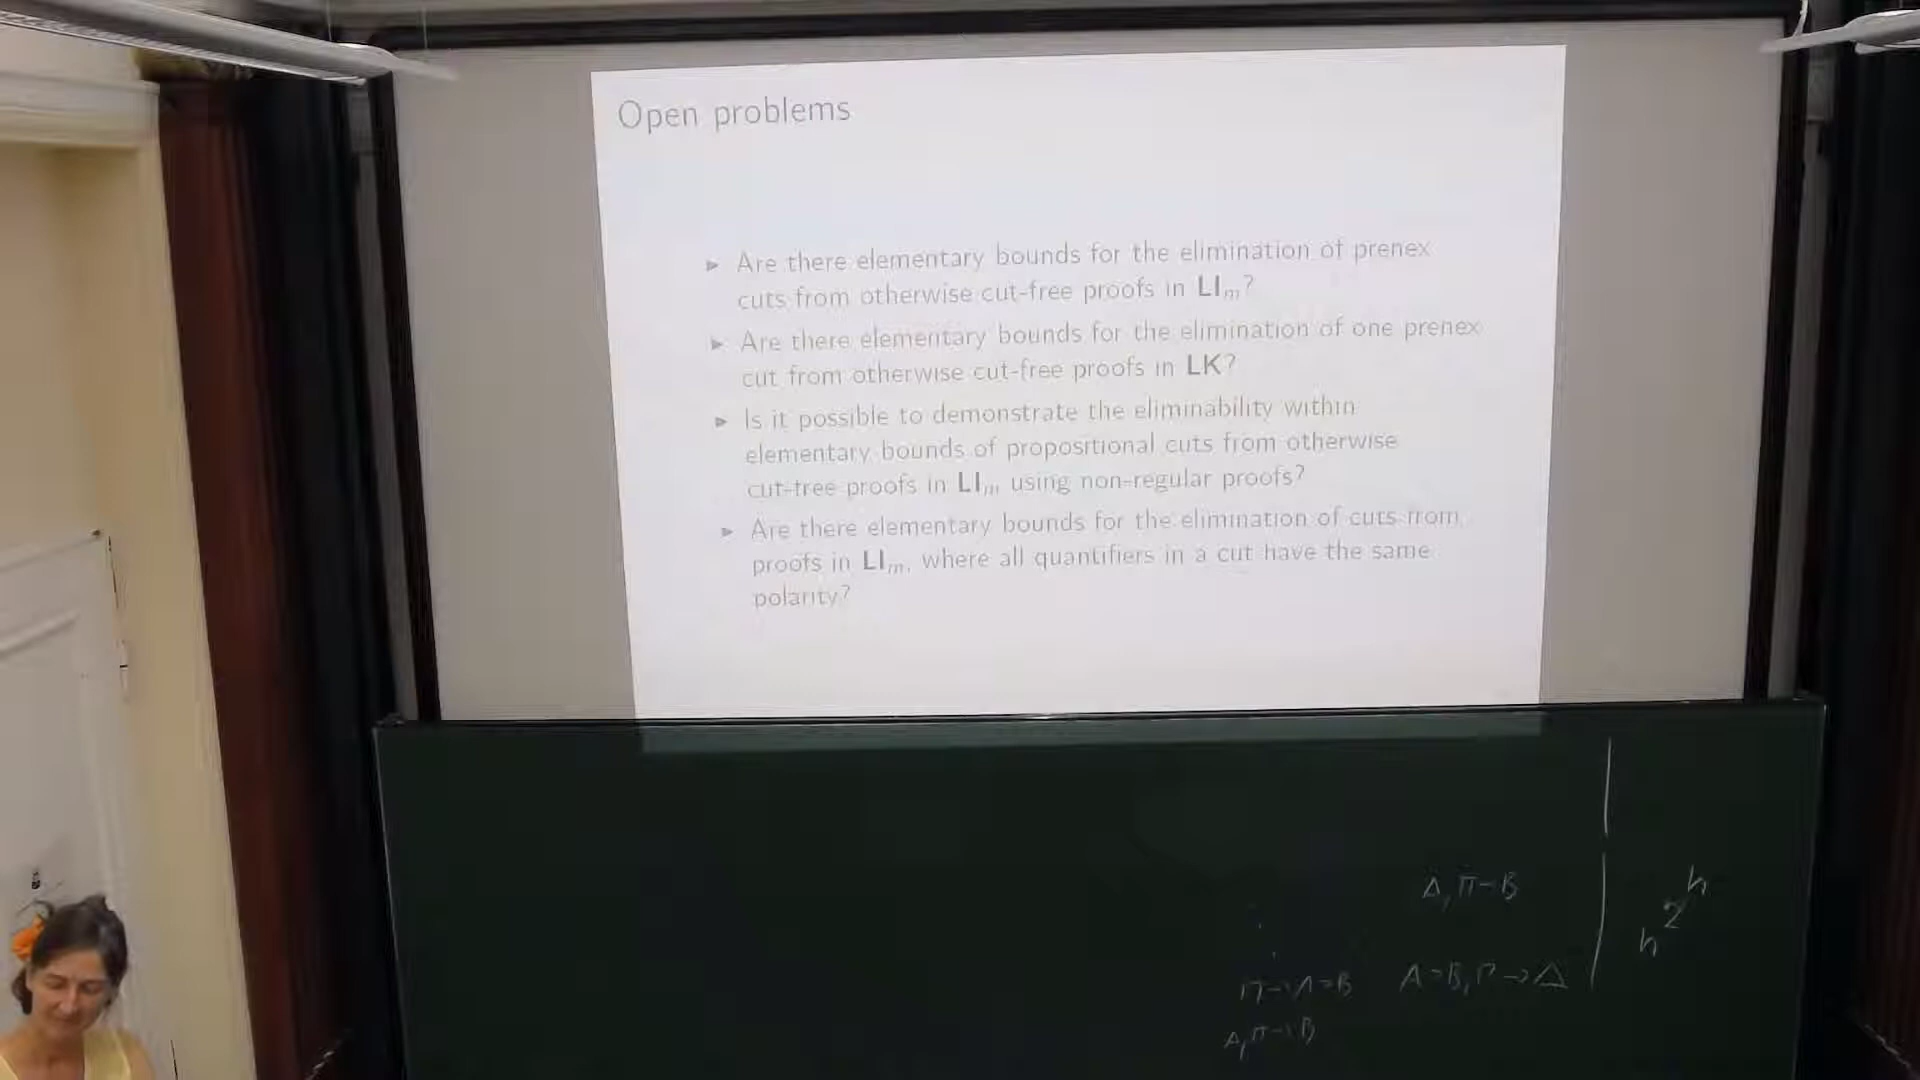 Open problems
▶ Are there elementary bounds for the elimination of prenex
cuts from otherwise cut-free proofs in LIₘ?
▶ Are there elementary bounds for the elimination of one prenex
cut from otherwise cut-free proofs in LK?
▶ Is it possible to demonstrate the eliminability within
elementary bounds of propositional cuts from otherwise
cut-free proofs in LIₘ using non-regular proofs?
▶ Are there elementary bounds for the elimination of cuts from
proofs in LIₘ, where all quantifiers in a cut have the same
polarity?
A, Π → B
h 2 h
Π → A ⊃ B
A ⊃ B, Γ → Δ
A, Π → B